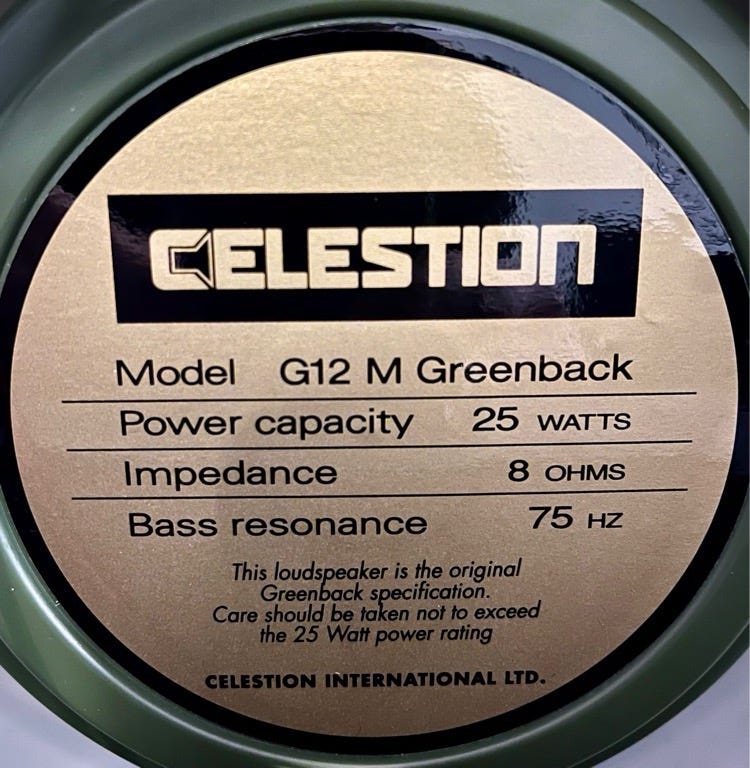 CELESTION
Model G12 M Greenback
Power capacity 25 WATTS
Impedance 8 OHMS
Bass resonance 75 HZ
This loudspeaker is the original
Greenback specification.
Care should be taken not to exceed
the 25 Watt power rating
CELESTION INTERNATIONAL LTD.